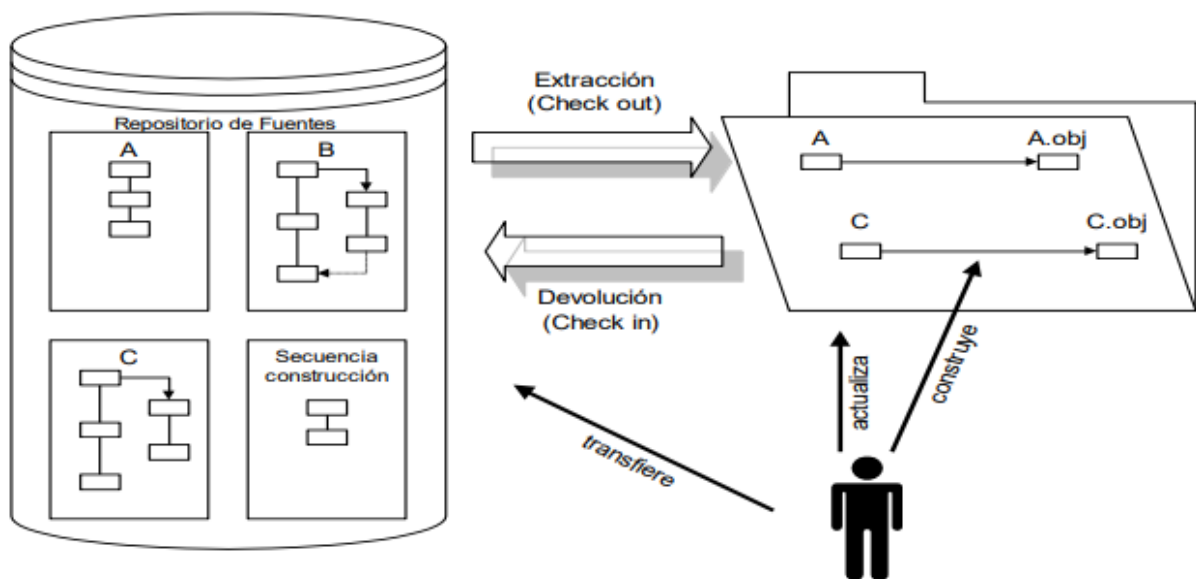 Repositorio de Fuentes
A
B
C
Secuencia
construcción
Extracción
(Check out)
Devolución
(Check in)
A
A.obj
C
C.obj
transfiere
actualiza
construye